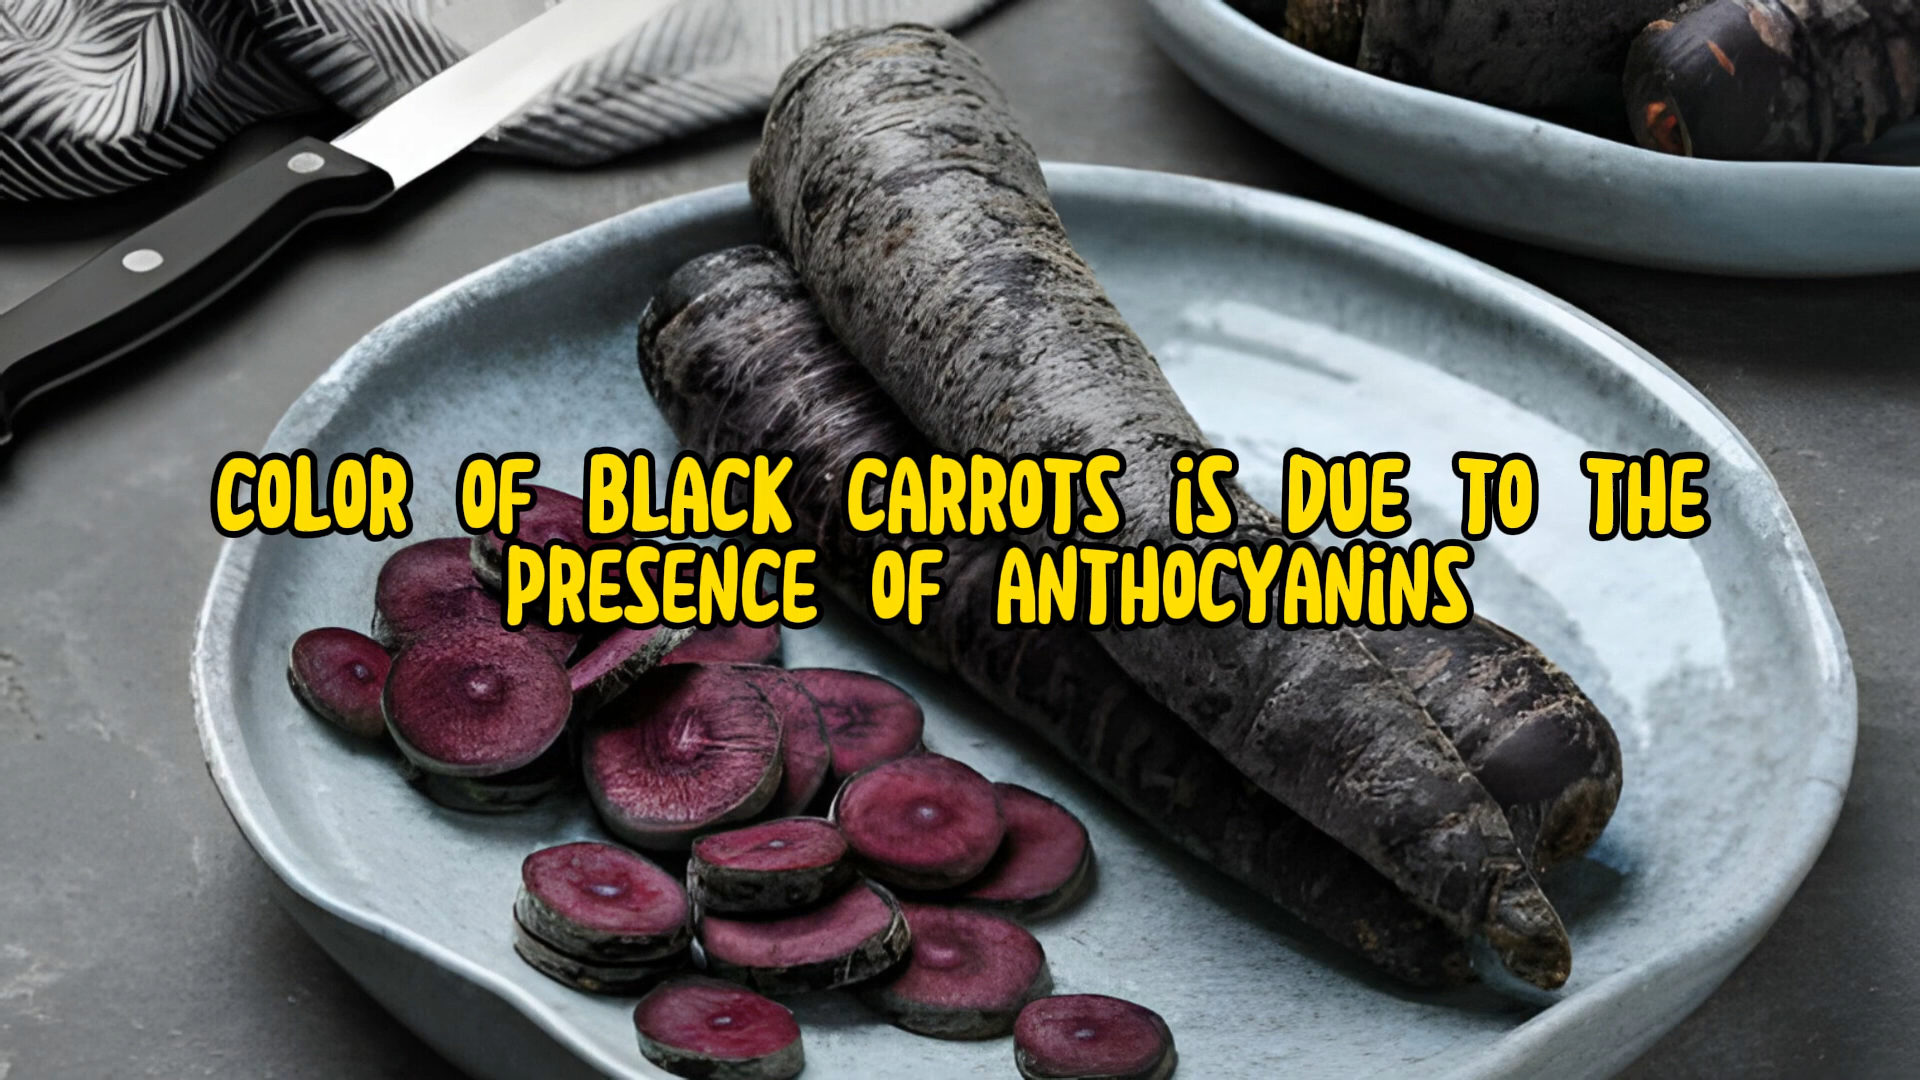 COLOR OF BLACK CARROTS iS DUE TO THE
PRESENCE OF ANTHOCYANiNS